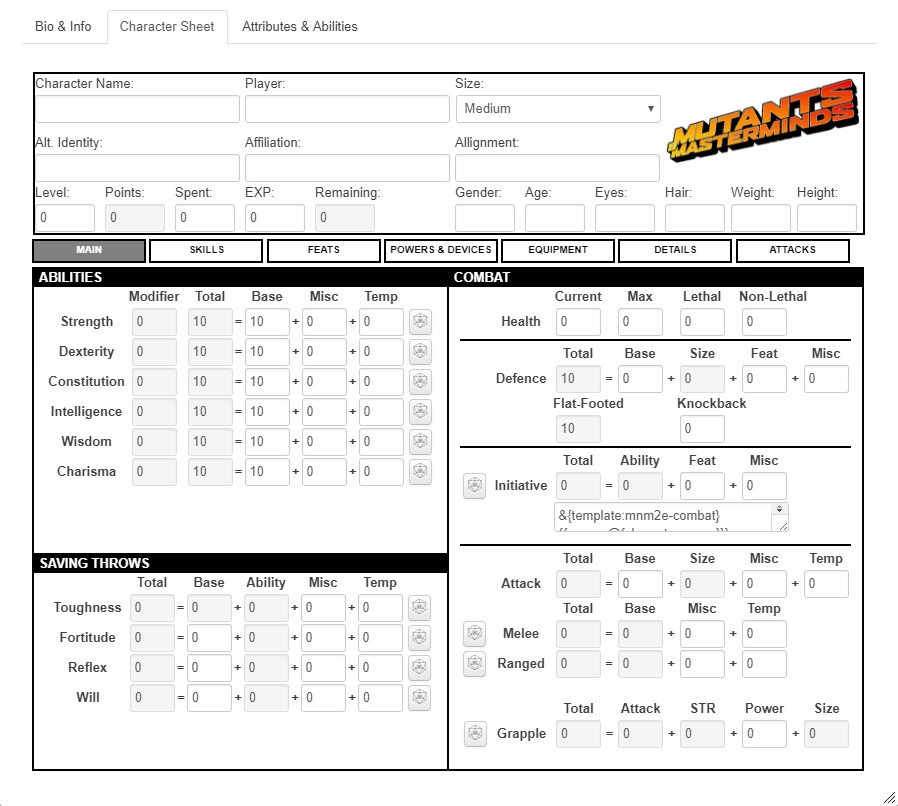 Bio & Info Character Sheet Attributes & Abilities
Character Name: Player: Size:
Medium
MUTANTS
MASTERMINDS
Alt. Identity: Affiliation: Allignment:
Level: Points: Spent: EXP: Remaining: Gender: Age: Eyes: Hair: Weight: Height:
0 0 0 0 0
MAIN SKILLS FEATS POWERS & DEVICES EQUIPMENT DETAILS ATTACKS
ABILITIES
Modifier Total Base Misc Temp
Strength 0 10 = 10 + 0 + 0
Dexterity 0 10 = 10 + 0 + 0
Constitution 0 10 = 10 + 0 + 0
Intelligence 0 10 = 10 + 0 + 0
Wisdom 0 10 = 10 + 0 + 0
Charisma 0 10 = 10 + 0 + 0
SAVING THROWS
Total Base Ability Misc Temp
Toughness 0 = 0 + 0 + 0 + 0
Fortitude 0 = 0 + 0 + 0 + 0
Reflex 0 = 0 + 0 + 0 + 0
Will 0 = 0 + 0 + 0 + 0
COMBAT
Current Max Lethal Non-Lethal
Health 0 0 0 0
Total Base Size Feat Misc
Defence 10 = 0 + 0 + 0 + 0
Flat-Footed Knockback
10 0
Total Ability Feat Misc
Initiative 0 = 0 + 0 + 0
&{template:mnm2e-combat}
Total Base Size Misc Temp
Attack 0 = 0 + 0 + 0 + 0
Total Base Misc Temp
Melee 0 = 0 + 0 + 0
Ranged 0 = 0 + 0 + 0
Total Attack STR Power Size
Grapple 0 = 0 + 0 + 0 + 0